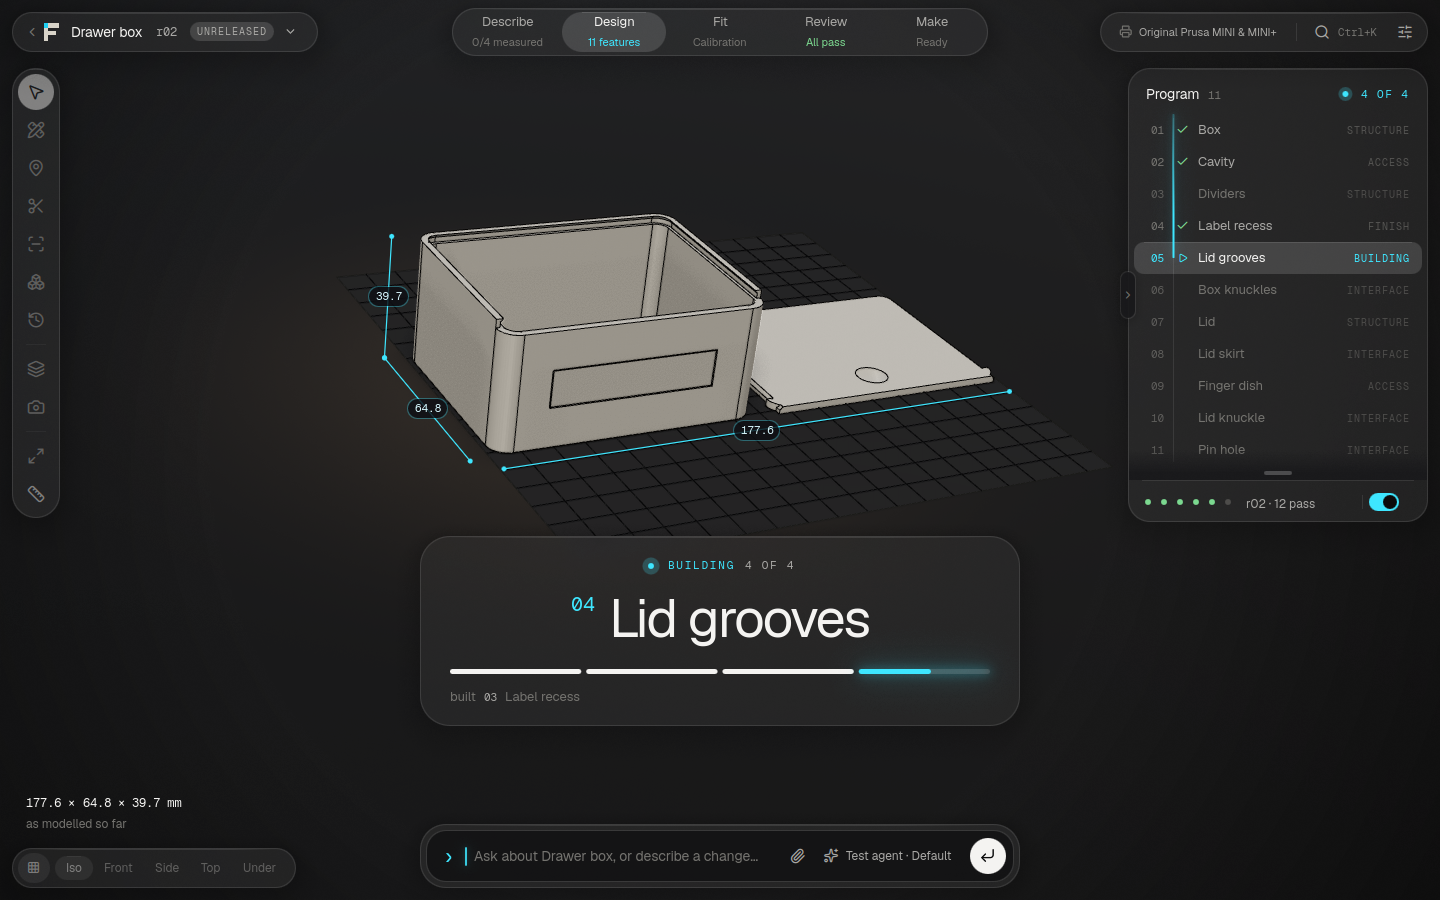 Drawer box r02 UNRELEASED
Describe
0/4 measured
Design
11 features
Fit
Calibration
Review
All pass
Make
Ready
Original Prusa MINI & MINI+
Ctrl+K
Program 11
4 OF 4
01 Box STRUCTURE
02 Cavity ACCESS
03 Dividers STRUCTURE
04 Label recess FINISH
05 Lid grooves BUILDING
06 Box knuckles INTERFACE
07 Lid STRUCTURE
08 Lid skirt INTERFACE
09 Finger dish ACCESS
10 Lid knuckle INTERFACE
11 Pin hole INTERFACE
r02 · 12 pass
39.7
64.8
177.6
BUILDING 4 OF 4
04 Lid grooves
built 03 Label recess
177.6 × 64.8 × 39.7 mm
as modelled so far
Iso Front Side Top Under
Ask about Drawer box, or describe a change...
Test agent · Default